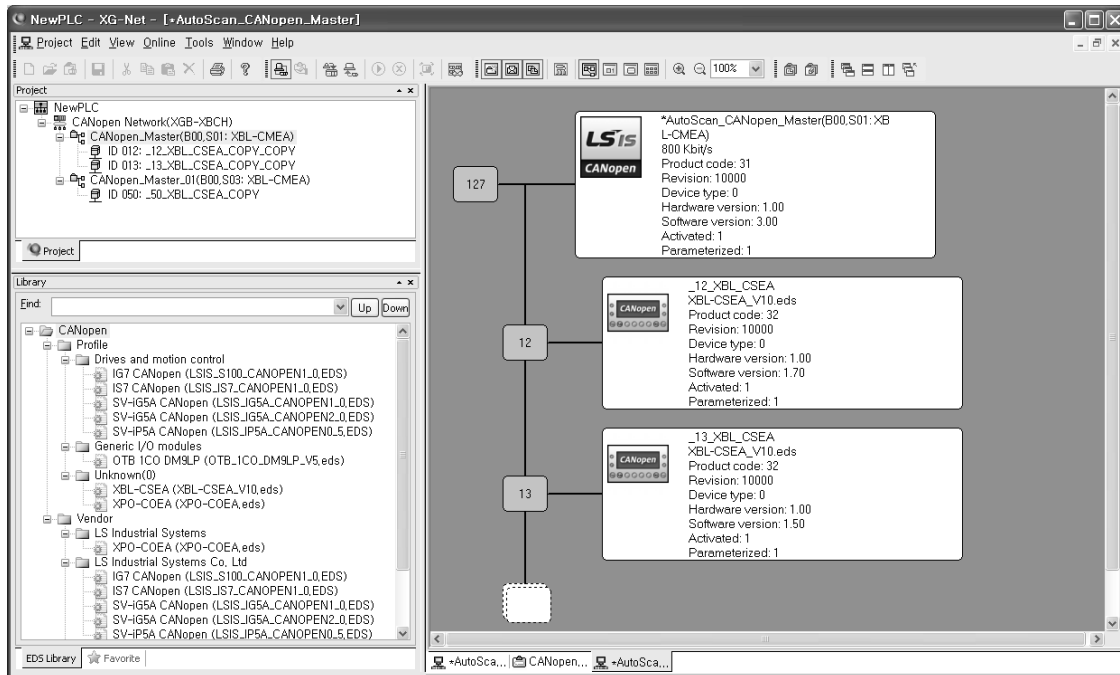 NewPLC - XG-Net - [*AutoScan_CANopen_Master]
Project Edit View Online Tools Window Help
100%
Project
NewPLC
CANopen Network(XGB-XBCH)
CANopen_Master(B00,S01: XBL-CMEA)
ID 012: _12_XBL_CSEA_COPY_COPY
ID 013: _13_XBL_CSEA_COPY_COPY
CANopen_Master_01(B00,S03: XBL-CMEA)
ID 050: _50_XBL_CSEA_COPY
Project
Library
Find:
Up Down
CANopen
Profile
Drives and motion control
IG7 CANopen (LSIS_S100_CANOPEN1_0.EDS)
IS7 CANopen (LSIS_IS7_CANOPEN1_0.EDS)
SV-iG5A CANopen (LSIS_IG5A_CANOPEN1_0.EDS)
SV-iG5A CANopen (LSIS_IG5A_CANOPEN2_0.EDS)
SV-iP5A CANopen (LSIS_IP5A_CANOPEN0_5.EDS)
Generic I/O modules
OTB 1CO DM9LP (OTB_1CO_DM9LP_V5.eds)
Unknown(0)
XBL-CSEA (XBL-CSEA_V10.eds)
XPO-COEA (XPO-COEA.eds)
Vendor
LS Industrial Systems
XPO-COEA (XPO-COEA.eds)
LS Industrial Systems Co. Ltd
IG7 CANopen (LSIS_S100_CANOPEN1_0.EDS)
IS7 CANopen (LSIS_IS7_CANOPEN1_0.EDS)
SV-iG5A CANopen (LSIS_IG5A_CANOPEN1_0.EDS)
SV-iG5A CANopen (LSIS_IG5A_CANOPEN2_0.EDS)
SV-iP5A CANopen (LSIS_IP5A_CANOPEN0_5.EDS)
EDS Library Favorite
127
LSIS
CANopen
*AutoScan_CANopen_Master(B00,S01: XB
L-CMEA)
800 Kbit/s
Product code: 31
Revision: 10000
Device type: 0
Hardware version: 1.00
Software version: 3.00
Activated: 1
Parameterized: 1
12
CANopen
_12_XBL_CSEA
XBL-CSEA_V10.eds
Product code: 32
Revision: 10000
Device type: 0
Hardware version: 1.00
Software version: 1.70
Activated: 1
Parameterized: 1
13
CANopen
_13_XBL_CSEA
XBL-CSEA_V10.eds
Product code: 32
Revision: 10000
Device type: 0
Hardware version: 1.00
Software version: 1.50
Activated: 1
Parameterized: 1
*AutoSca... CANopen... *AutoSca...